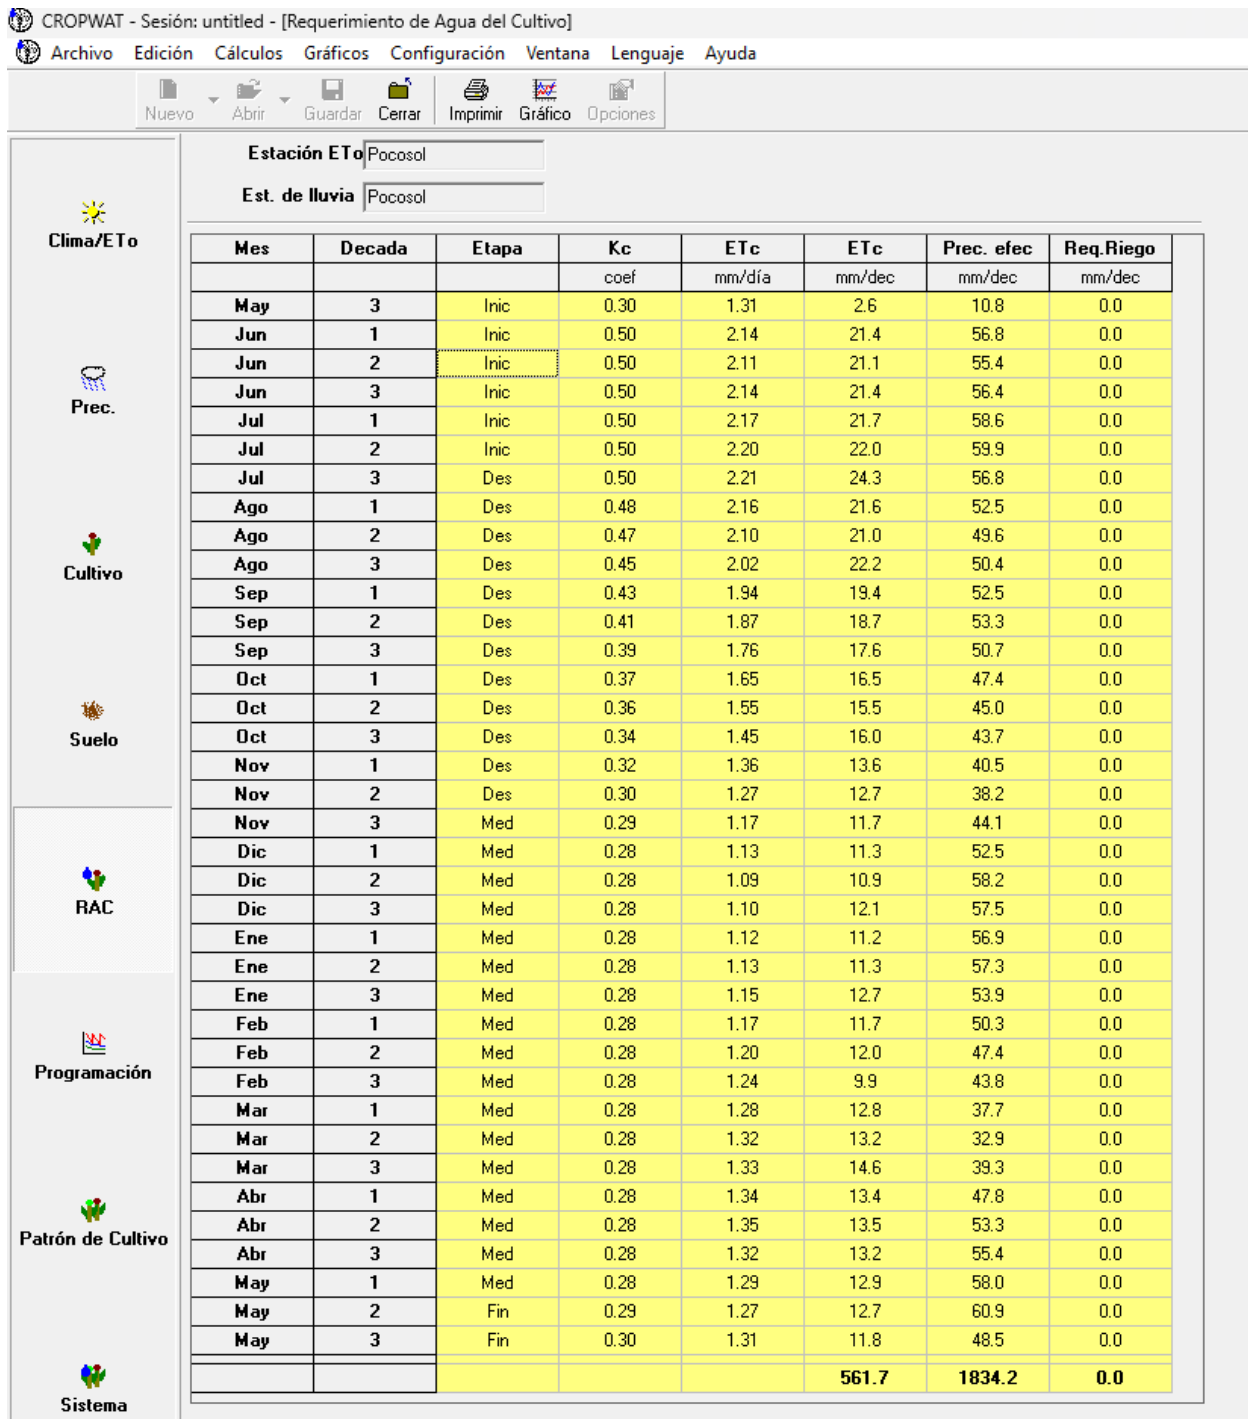 CROPWAT - Sesión: untitled - [Requerimiento de Agua del Cultivo]
Archivo Edición Cálculos Gráficos Configuración Ventana Lenguaje Ayuda
Nuevo Abrir Guardar Cerrar Imprimir Gráfico Opciones
Estación ETo Pocosol
Est. de lluvia Pocosol
Clima/ETo
Prec.
Cultivo
Suelo
RAC
Programación
Patrón de Cultivo
Sistema
Mes Decada Etapa Kc ETc ETc Prec. efec Req.Riego
coef mm/día mm/dec mm/dec mm/dec
May 3 Inic 0.30 1.31 2.6 10.8 0.0
Jun 1 Inic 0.50 2.14 21.4 56.8 0.0
Jun 2 Inic 0.50 2.11 21.1 55.4 0.0
Jun 3 Inic 0.50 2.14 21.4 56.4 0.0
Jul 1 Inic 0.50 2.17 21.7 58.6 0.0
Jul 2 Inic 0.50 2.20 22.0 59.9 0.0
Jul 3 Des 0.50 2.21 24.3 56.8 0.0
Ago 1 Des 0.48 2.16 21.6 52.5 0.0
Ago 2 Des 0.47 2.10 21.0 49.6 0.0
Ago 3 Des 0.45 2.02 22.2 50.4 0.0
Sep 1 Des 0.43 1.94 19.4 52.5 0.0
Sep 2 Des 0.41 1.87 18.7 53.3 0.0
Sep 3 Des 0.39 1.76 17.6 50.7 0.0
Oct 1 Des 0.37 1.65 16.5 47.4 0.0
Oct 2 Des 0.36 1.55 15.5 45.0 0.0
Oct 3 Des 0.34 1.45 16.0 43.7 0.0
Nov 1 Des 0.32 1.36 13.6 40.5 0.0
Nov 2 Des 0.30 1.27 12.7 38.2 0.0
Nov 3 Med 0.29 1.17 11.7 44.1 0.0
Dic 1 Med 0.28 1.13 11.3 52.5 0.0
Dic 2 Med 0.28 1.09 10.9 58.2 0.0
Dic 3 Med 0.28 1.10 12.1 57.5 0.0
Ene 1 Med 0.28 1.12 11.2 56.9 0.0
Ene 2 Med 0.28 1.13 11.3 57.3 0.0
Ene 3 Med 0.28 1.15 12.7 53.9 0.0
Feb 1 Med 0.28 1.17 11.7 50.3 0.0
Feb 2 Med 0.28 1.20 12.0 47.4 0.0
Feb 3 Med 0.28 1.24 9.9 43.8 0.0
Mar 1 Med 0.28 1.28 12.8 37.7 0.0
Mar 2 Med 0.28 1.32 13.2 32.9 0.0
Mar 3 Med 0.28 1.33 14.6 39.3 0.0
Abr 1 Med 0.28 1.34 13.4 47.8 0.0
Abr 2 Med 0.28 1.35 13.5 53.3 0.0
Abr 3 Med 0.28 1.32 13.2 55.4 0.0
May 1 Med 0.28 1.29 12.9 58.0 0.0
May 2 Fin 0.29 1.27 12.7 60.9 0.0
May 3 Fin 0.30 1.31 11.8 48.5 0.0
561.7 1834.2 0.0